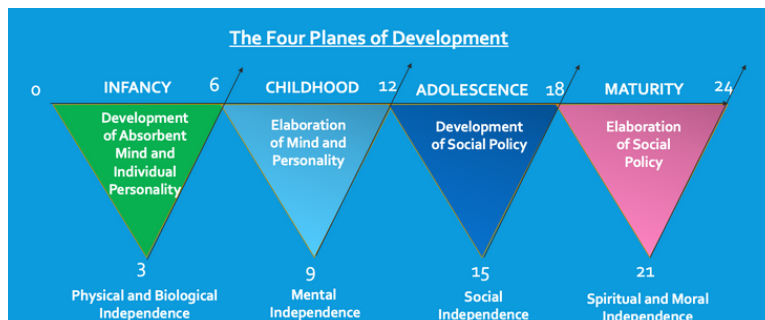 The Four Planes of Development
0 INFANCY 6 CHILDHOOD 12 ADOLESCENCE 18 MATURITY 24
Development
of Absorbent
Mind and
Individual
Personality
Elaboration
of Mind and
Personality
Development
of Social Policy
Elaboration
of Social
Policy
3 9 15 21
Physical and Biological
Independence
Mental
Independence
Social
Independence
Spiritual and Moral
Independence